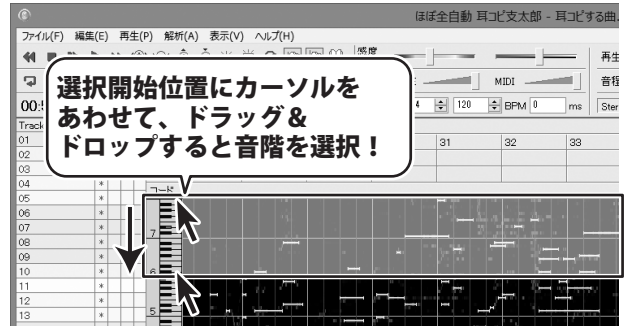 ほぼ全自動 耳コピ支太郎 - 耳コピする曲.
ファイル(F) 編集(E) 再生(P) 解析(A) 表示(V) ヘルプ(H)
感度
再生
選択開始位置にカーソルを
あわせて、ドラッグ&
ドロップすると音階を選択!
MIDI
音程
00:
4 120 BPM 0 ms Ster
Track
01 31 32 33
02
03
04 * コード
05 *
06 *
07 * 7
08 *
09 *
10 * 6
11 *
12 *
13 * 5